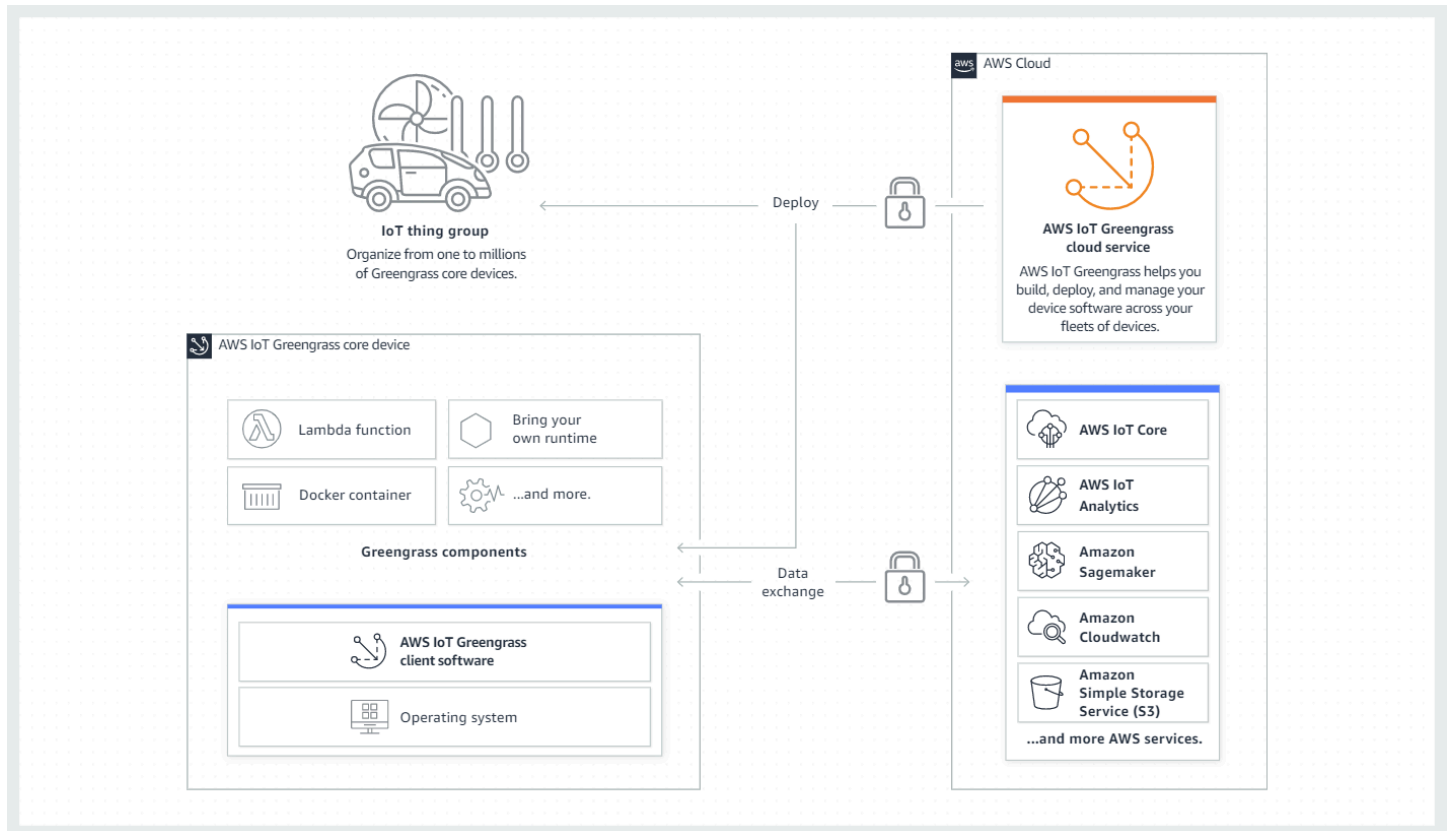 aws
AWS Cloud
IoT thing group
Organize from one to millions
of Greengrass core devices.
Deploy
AWS IoT Greengrass
cloud service
AWS IoT Greengrass helps you
build, deploy, and manage your
device software across your
fleets of devices.
AWS IoT Greengrass core device
Lambda function
Bring your
own runtime
Docker container
...and more.
Greengrass components
AWS IoT Greengrass
client software
Operating system
Data
exchange
AWS IoT Core
AWS IoT
Analytics
Amazon
Sagemaker
Amazon
Cloudwatch
Amazon
Simple Storage
Service (S3)
...and more AWS services.